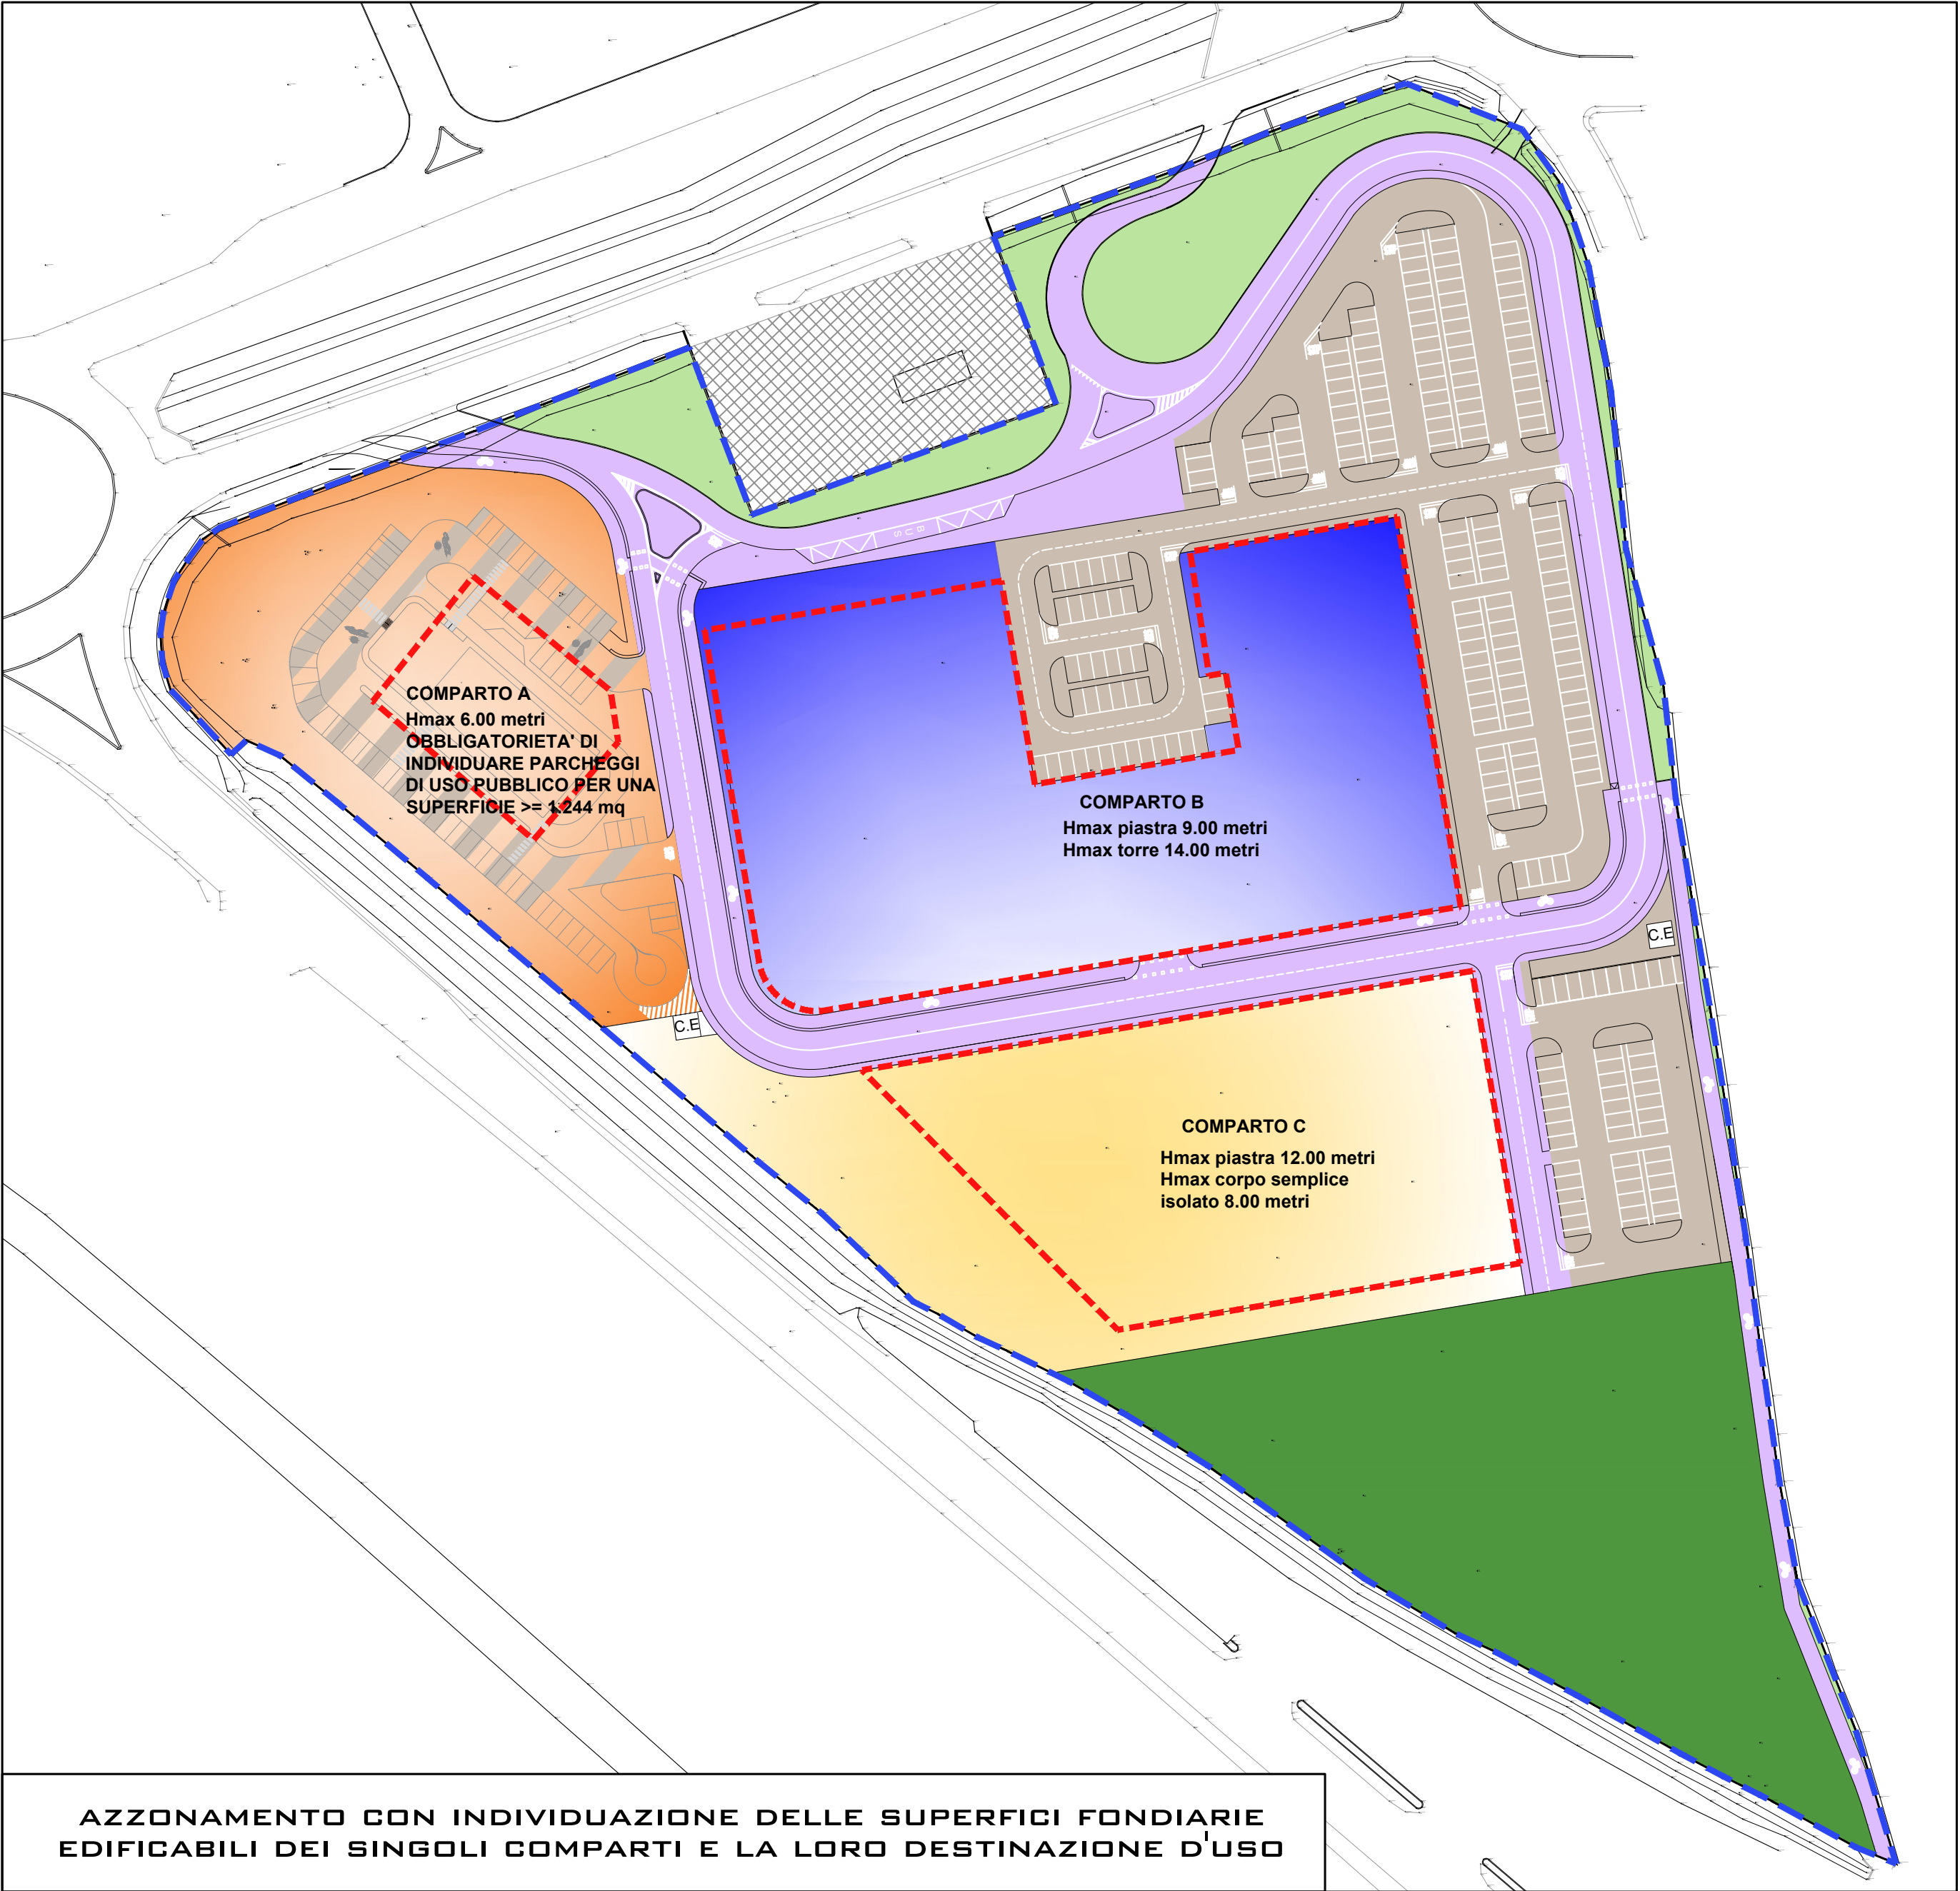 BUS
COMPARTO A
Hmax 6.00 metri
OBBLIGATORIETA' DI
INDIVIDUARE PARCHEGGI
DI USO PUBBLICO PER UNA
SUPERFICIE >= 1.244 mq
COMPARTO B
Hmax piastra 9.00 metri
Hmax torre 14.00 metri
C.E
C.E
COMPARTO C
Hmax piastra 12.00 metri
Hmax corpo semplice
isolato 8.00 metri
AZZONAMENTO CON INDIVIDUAZIONE DELLE SUPERFICI FONDIARIE
EDIFICABILI DEI SINGOLI COMPARTI E LA LORO DESTINAZIONE D'USO